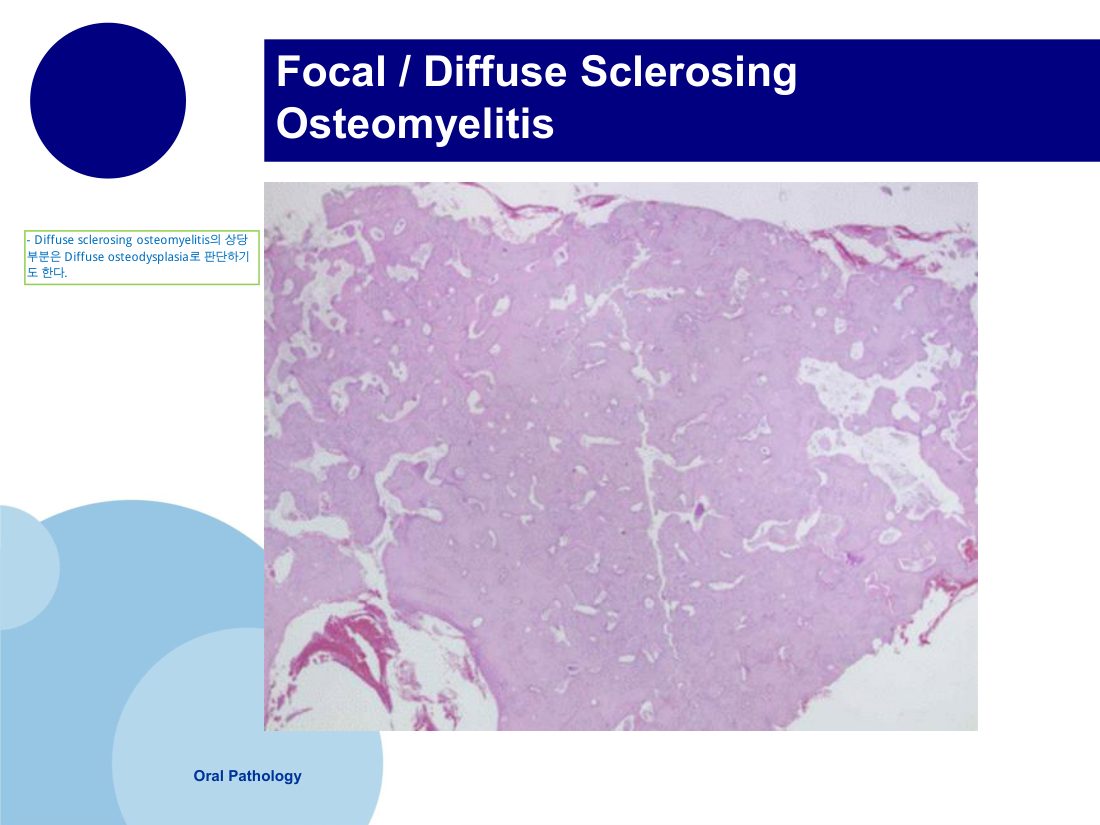 Focal / Diffuse Sclerosing
Osteomyelitis
- Diffuse sclerosing osteomyelitis의 상당
부분은 Diffuse osteodysplasia로 판단하기
도 한다.
Oral Pathology